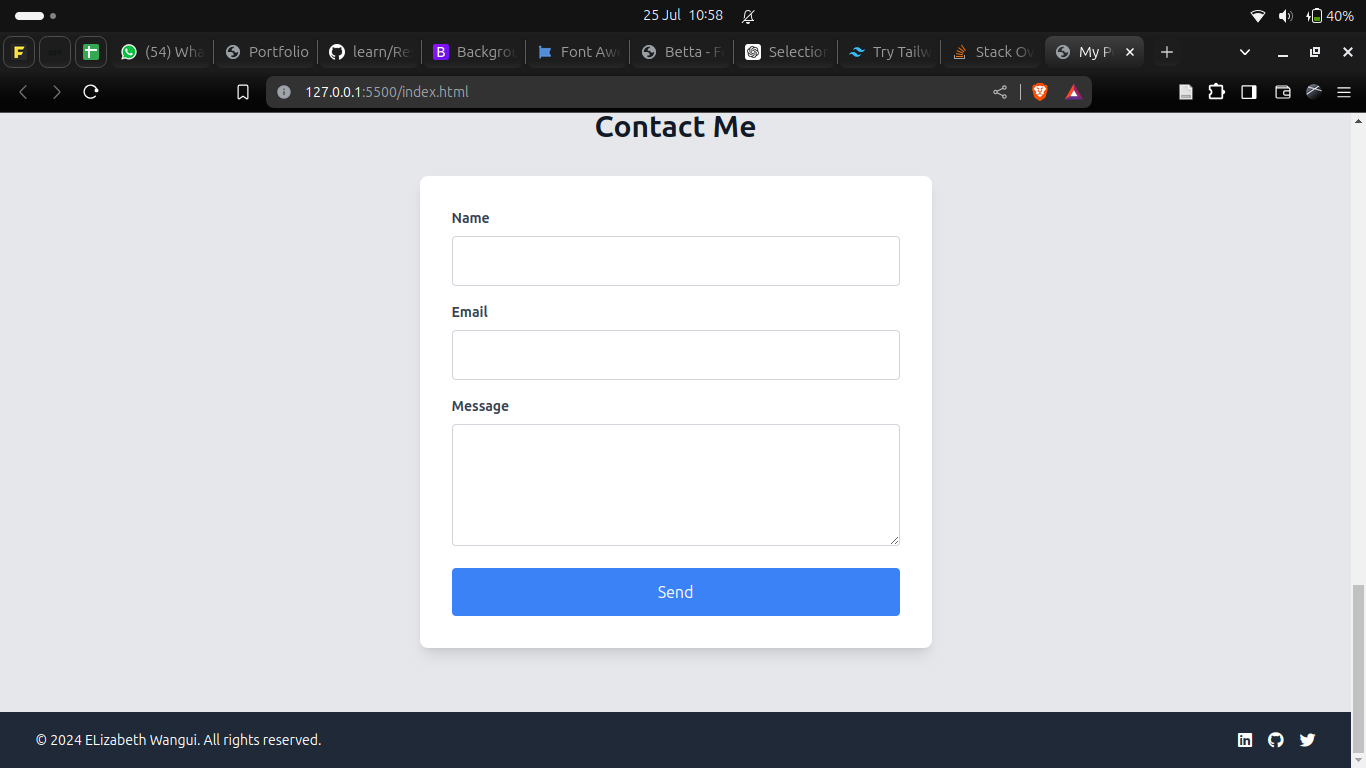 25 Jul 10:58
40%
F
(54) Wha
Portfolio
learn/Re
B
Backgrou
Font Aw
Betta - F
Selection
Try Tailw
Stack Ov
My P
127.0.0.1:5500/index.html
Contact Me
Name
Email
Message
Send
© 2024 ELizabeth Wangui. All rights reserved.
in